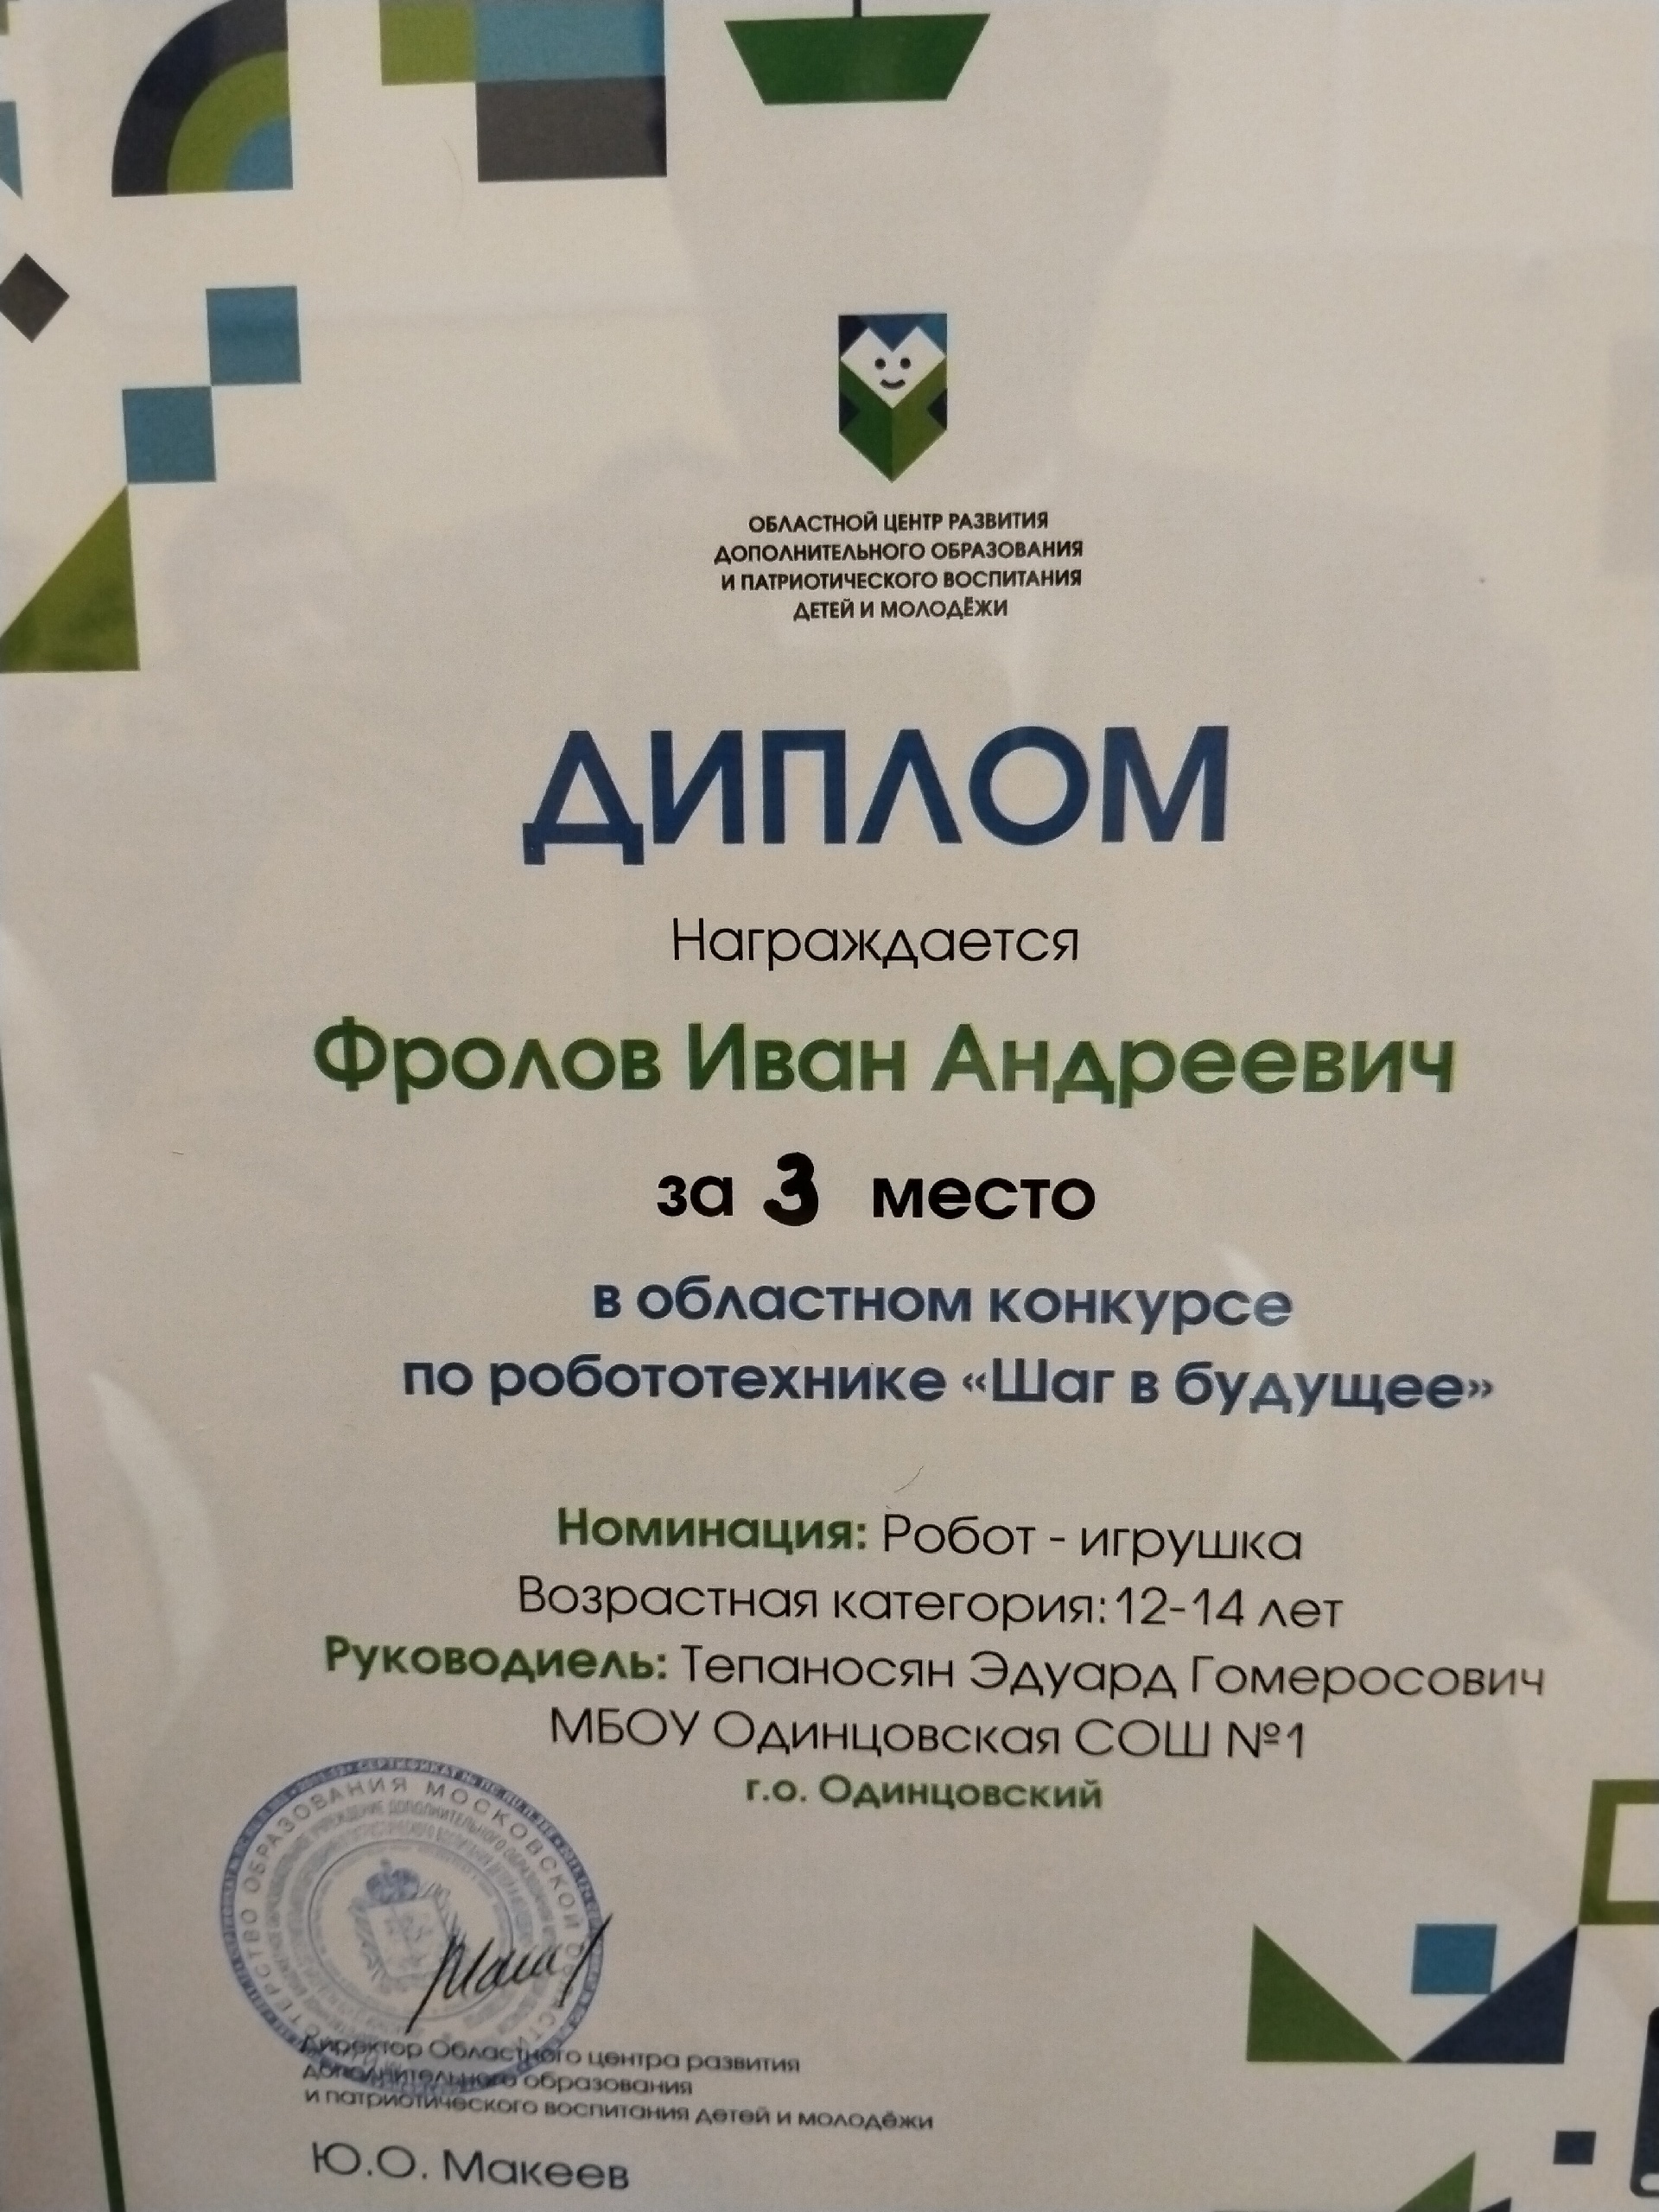 ОБЛАСТНОЙ ЦЕНТР РАЗВИТИЯ
ДОПОЛНИТЕЛЬНОГО ОБРАЗОВАНИЯ
И ПАТРИОТИЧЕСКОГО ВОСПИТАНИЯ
ДЕТЕЙ И МОЛОДЁЖИ
ДИПЛОМ
Награждается
Фролов Иван Андреевич
за 3 место
в областном конкурсе
по робототехнике «Шаг в будущее»
Номинация: Робот - игрушка
Возрастная категория: 12-14 лет
Руководиель: Тепаносян Эдуард Гомеросович
МБОУ Одинцовская СОШ №1
г.о. Одинцовский
ОБРАЗОВАНИЯ МОСКОВСКОЙ
Директор Областного центра развития
дополнительного образования
и патриотического воспитания детей и молодёжи
Ю.О. Макеев